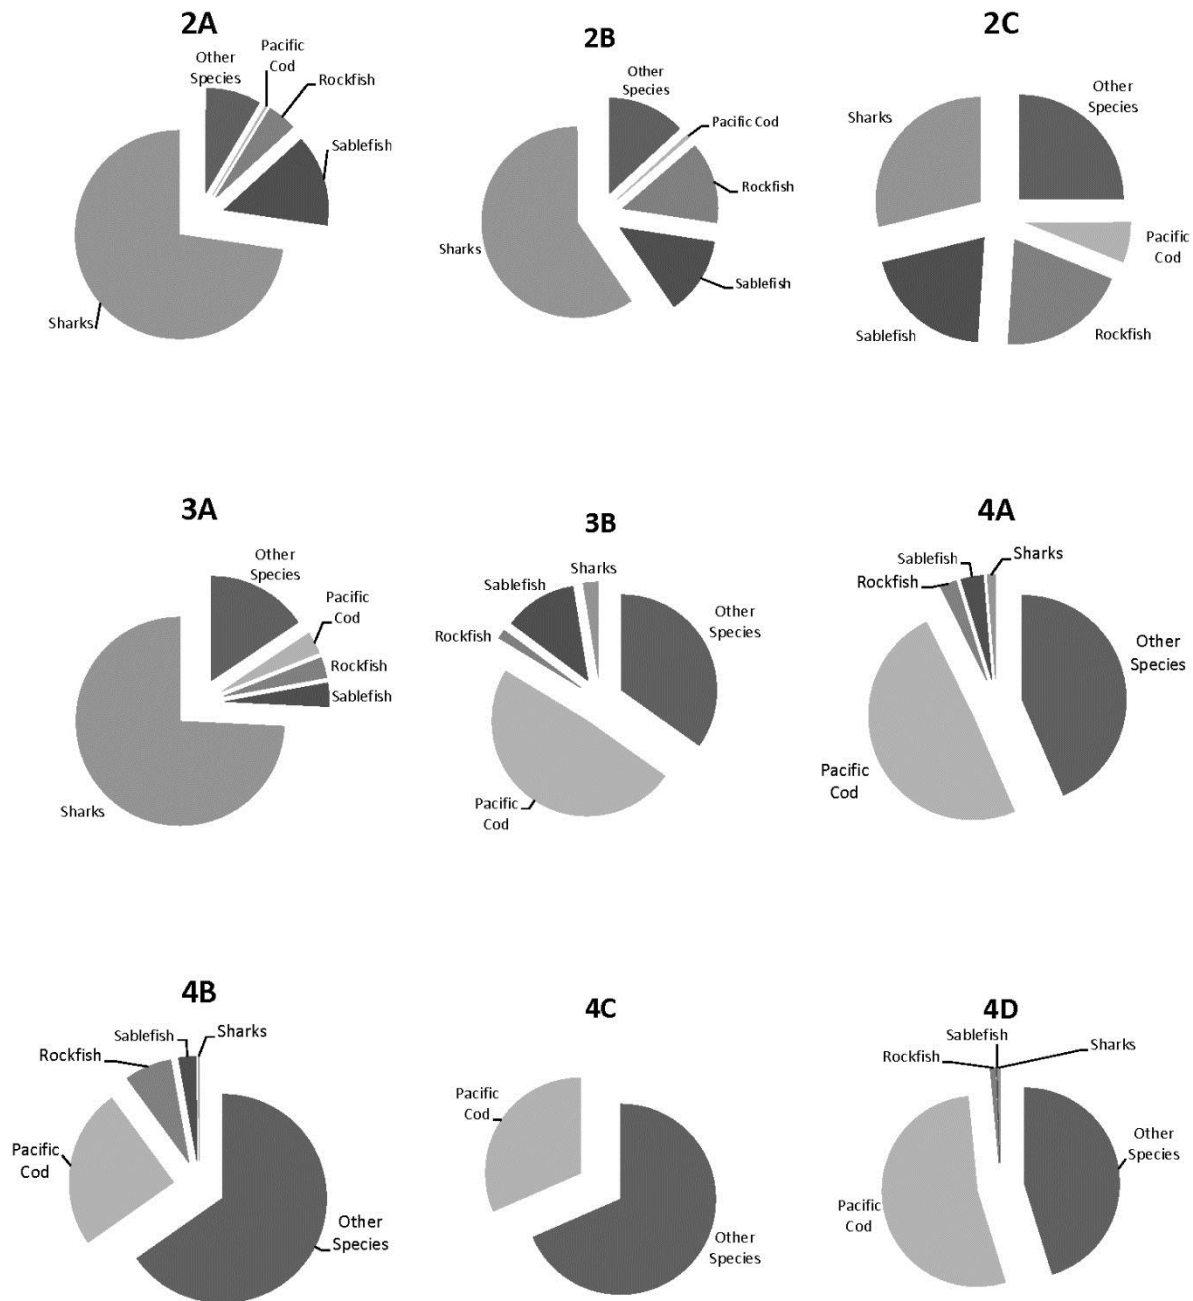 2A
Other
Species
Pacific
Cod
Rockfish
Sablefish
Sharks
2B
Other
Species
Pacific Cod
Rockfish
Sablefish
Sharks
2C
Other
Species
Pacific
Cod
Rockfish
Sablefish
Sharks
3A
Other
Species
Pacific
Cod
Rockfish
Sablefish
Sharks
3B
Sharks
Sablefish
Rockfish
Other
Species
Pacific
Cod
4A
Sharks
Sablefish
Rockfish
Other
Species
Pacific
Cod
4B
Sharks
Sablefish
Rockfish
Pacific
Cod
Other
Species
4C
Pacific
Cod
Other
Species
4D
Sablefish
Sharks
Rockfish
Other
Species
Pacific
Cod